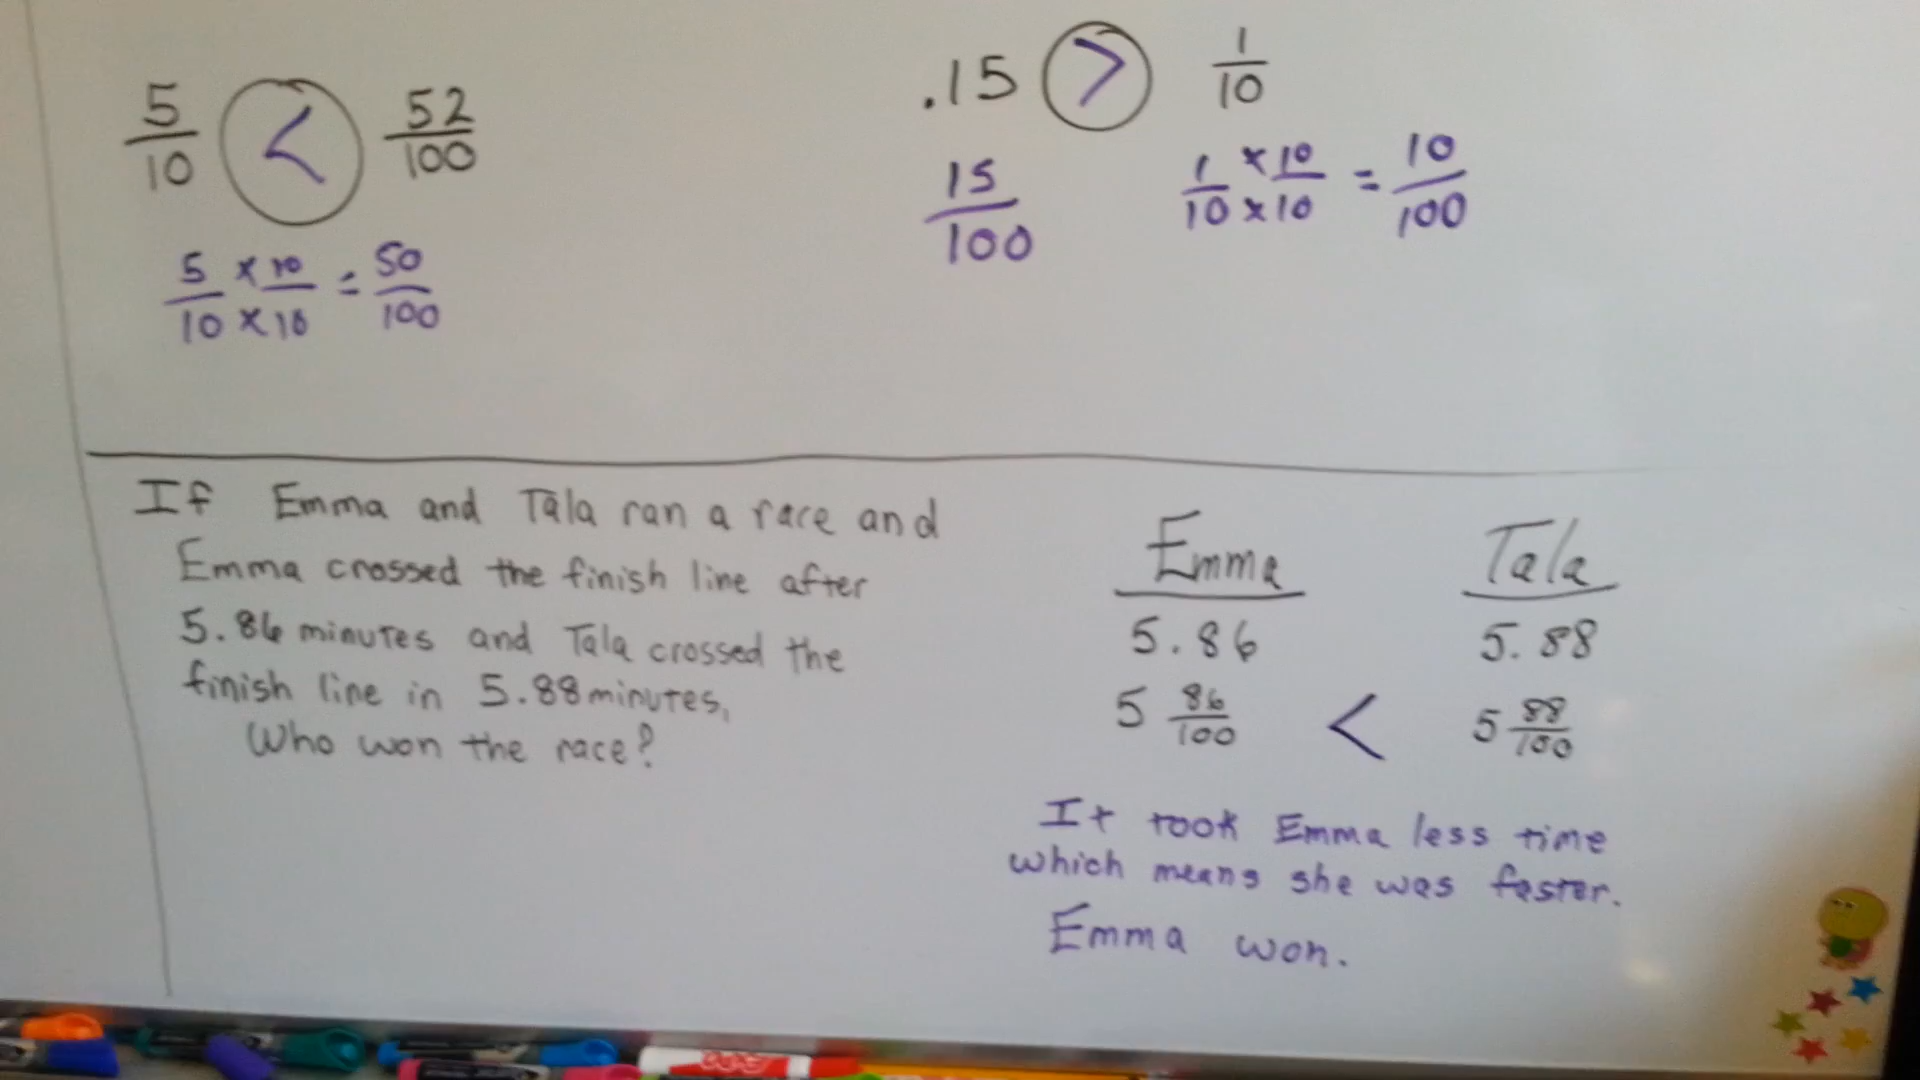 5/10 < 52/100
5/10 × 10/× 10 = 50/100
.15 > 1/10
15/100
1/10 × 10/× 10 = 10/100
If Emma and Tala ran a race and
Emma crossed the finish line after
5.86 minutes and Tala crossed the
finish line in 5.88 minutes,
Who won the race?
Emma Tala
5.86 5.88
5 86/100 < 5 88/100
It took Emma less time
which means she was faster.
Emma won.